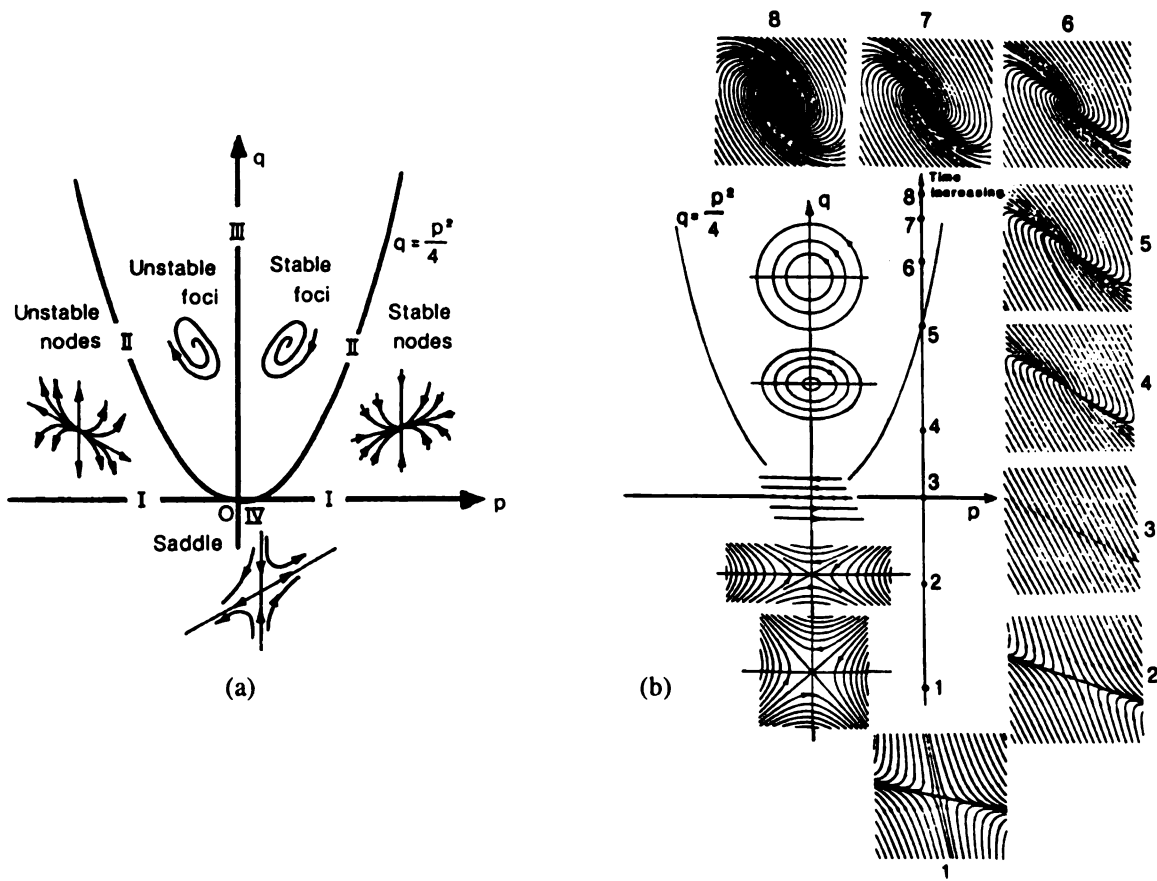 q
III
q = p²/4
Unstable foci
Stable foci
Unstable nodes
II
II
Stable nodes
I
I
p
O
IV
Saddle
(a)
8
7
6
5
4
3
2
1
q = p²/4
q
Time increasing
8
7
6
5
4
3
p
2
1
(b)